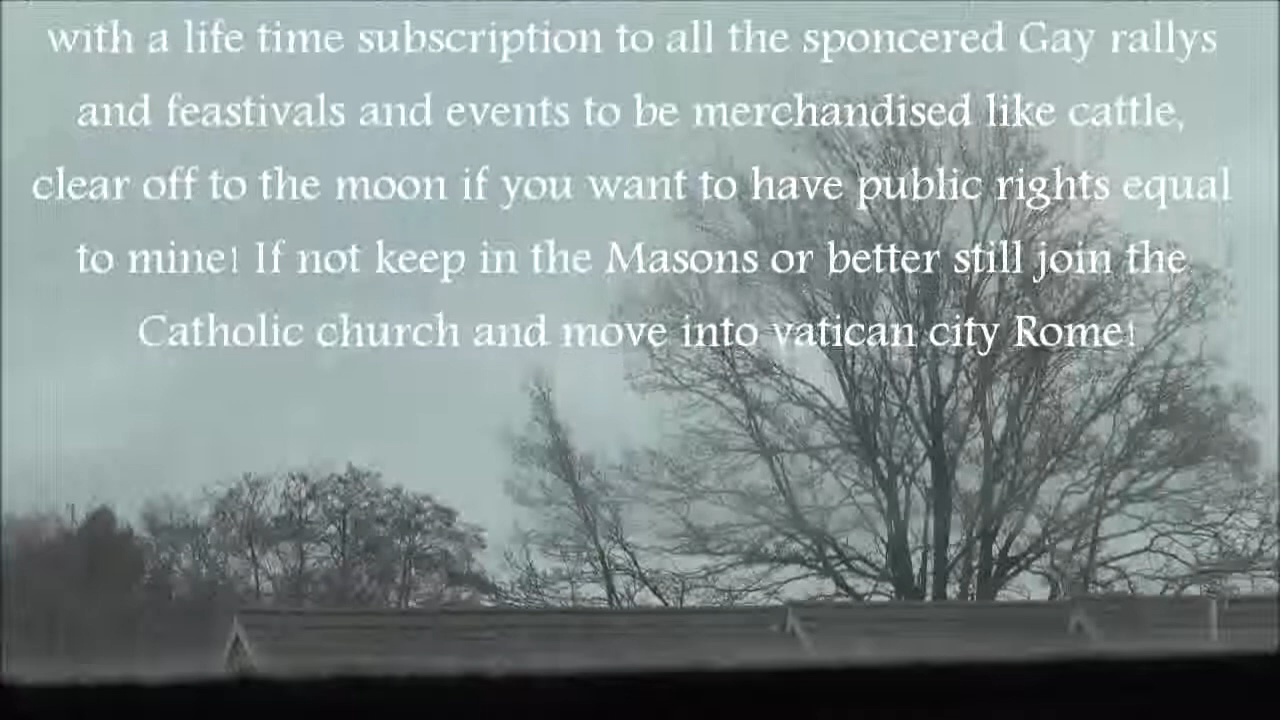 with a life time subscription to all the sponcered Gay rallys
and feastivals and events to be merchandised like cattle,
clear off to the moon if you want to have public rights equal
to mine! If not keep in the Masons or better still join the
Catholic church and move into vatican city Rome!